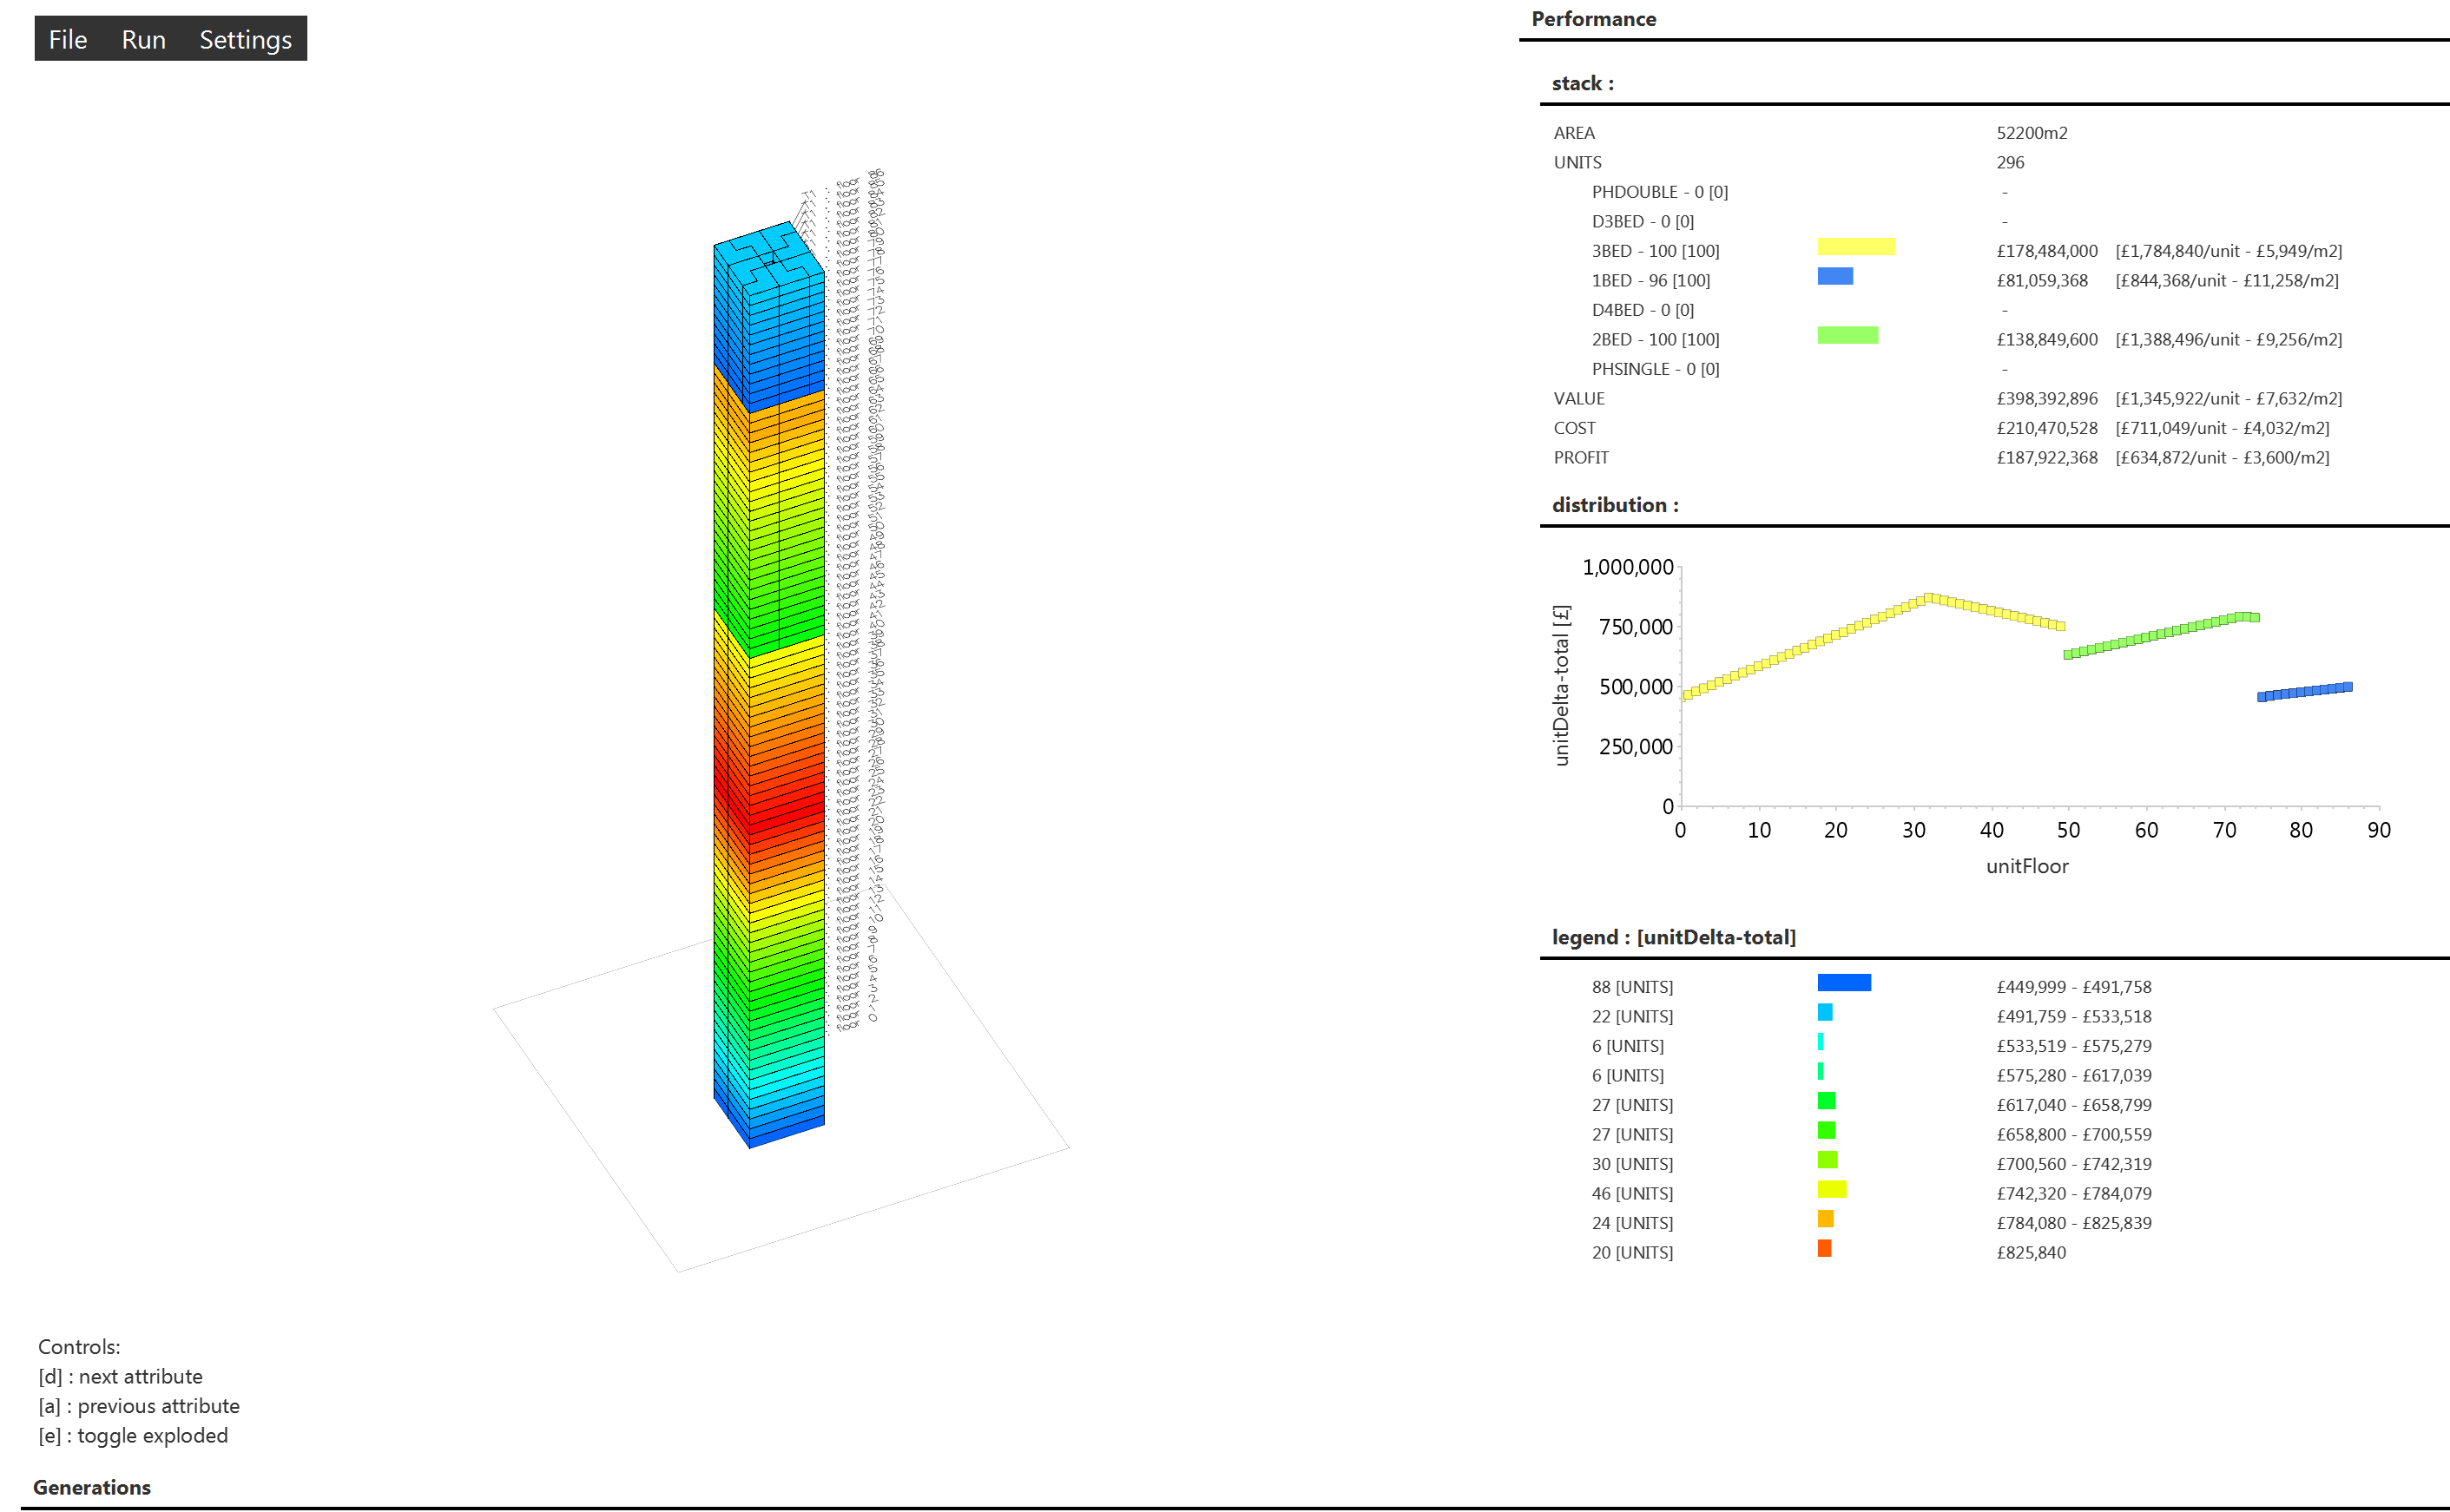 File Run Settings
Performance
stack :
AREA 52200m2
UNITS 296
PHDOUBLE - 0 [0] -
D3BED - 0 [0] -
3BED - 100 [100] £178,484,000 [£1,784,840/unit - £5,949/m2]
1BED - 96 [100] £81,059,368 [£844,368/unit - £11,258/m2]
D4BED - 0 [0] -
2BED - 100 [100] £138,849,600 [£1,388,496/unit - £9,256/m2]
PHSINGLE - 0 [0] -
VALUE £398,392,896 [£1,345,922/unit - £7,632/m2]
COST £210,470,528 [£711,049/unit - £4,032/m2]
PROFIT £187,922,368 [£634,872/unit - £3,600/m2]
distribution :
unitDelta-total [£]
1,000,000
750,000
500,000
250,000
0
0 10 20 30 40 50 60 70 80 90
unitFloor
legend : [unitDelta-total]
88 [UNITS] £449,999 - £491,758
22 [UNITS] £491,759 - £533,518
6 [UNITS] £533,519 - £575,279
6 [UNITS] £575,280 - £617,039
27 [UNITS] £617,040 - £658,799
27 [UNITS] £658,800 - £700,559
30 [UNITS] £700,560 - £742,319
46 [UNITS] £742,320 - £784,079
24 [UNITS] £784,080 - £825,839
20 [UNITS] £825,840
Controls:
[d] : next attribute
[a] : previous attribute
[e] : toggle exploded
Generations